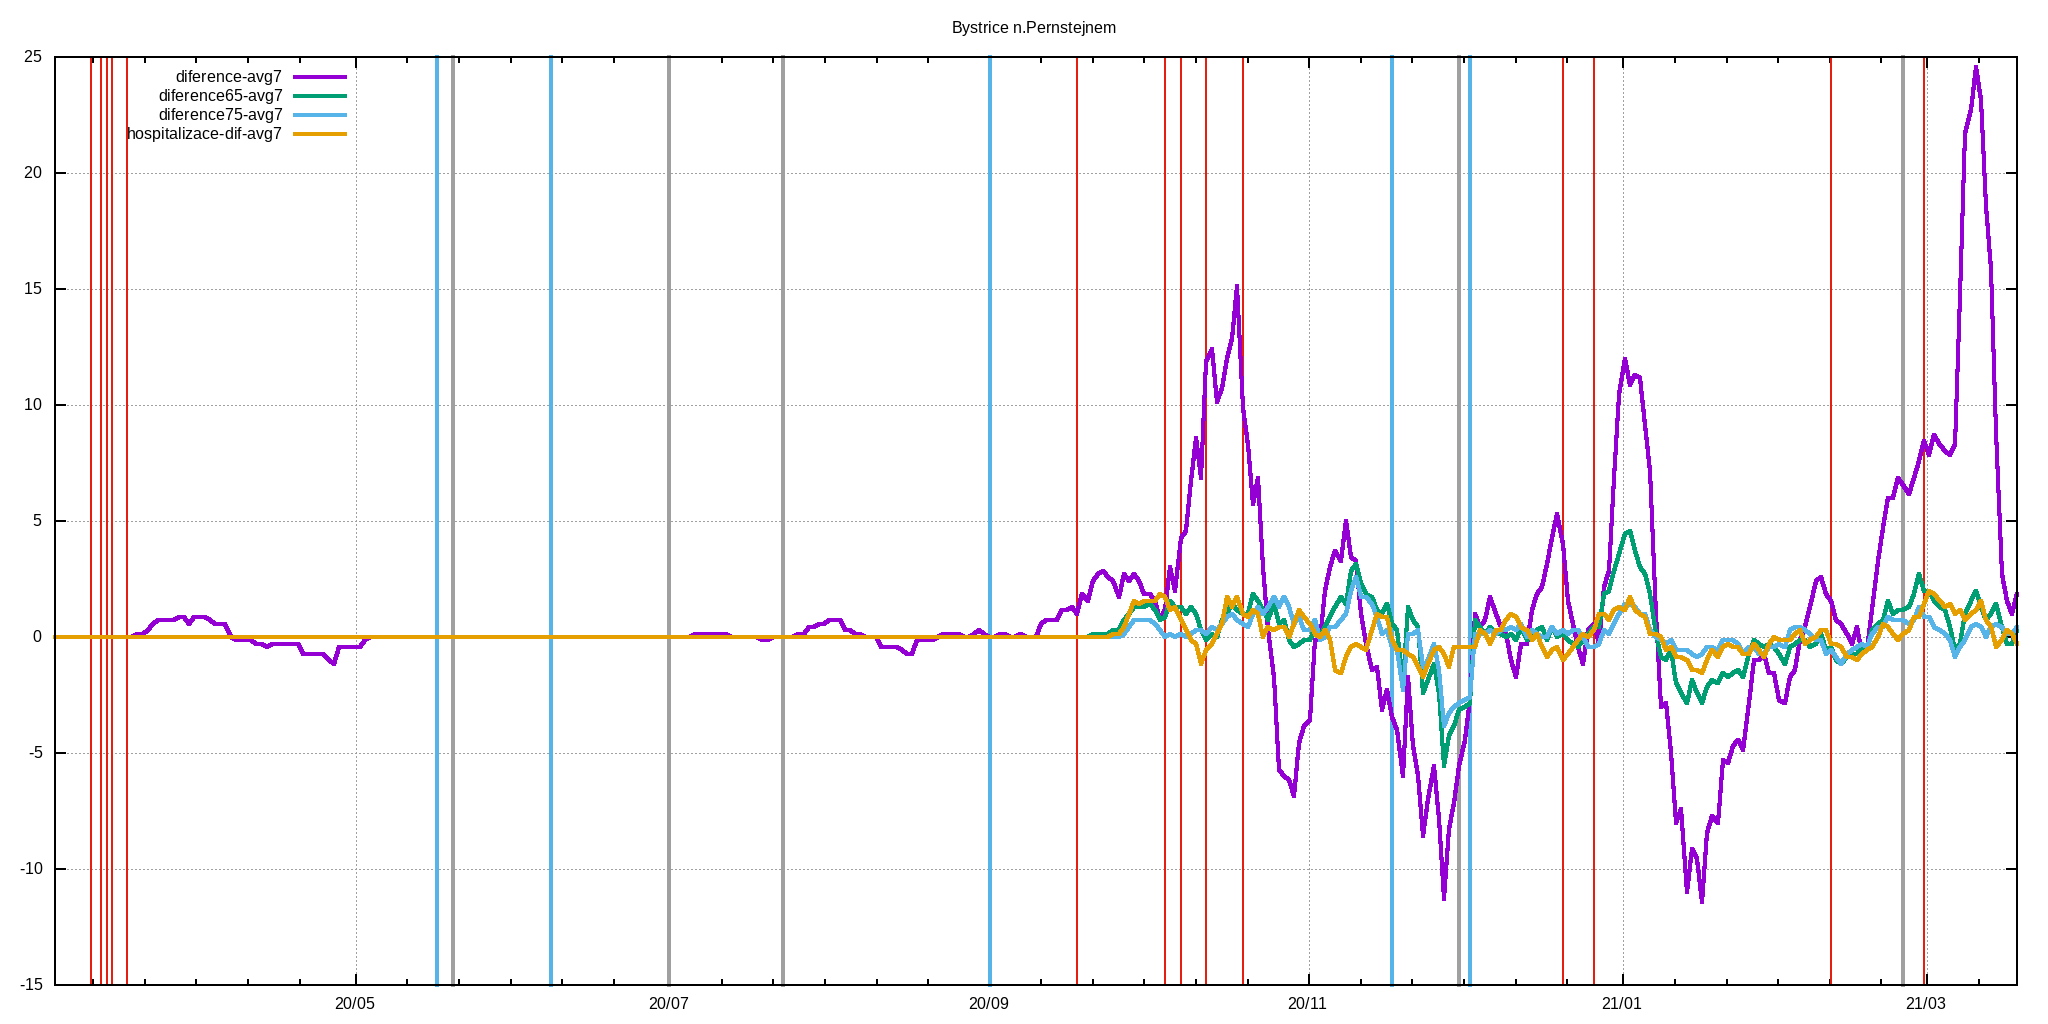 Bystrice n.Pernstejnem
diference-avg7
diference65-avg7
diference75-avg7
hospitalizace-dif-avg7
25
20
15
10
5
0
-5
-10
-15
20/05 20/07 20/09 20/11 21/01 21/03